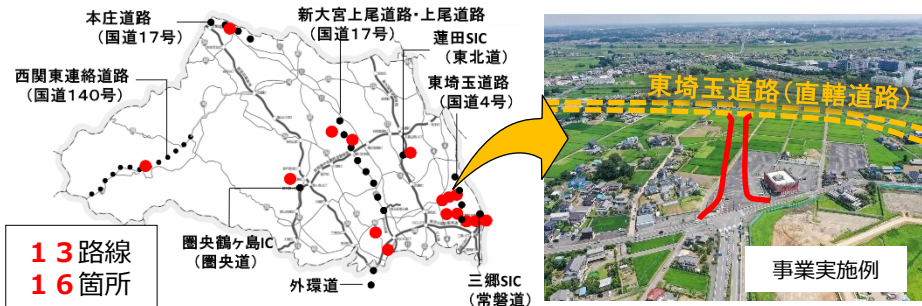 本庄道路
(国道17号)
新大宮上尾道路・上尾道路
(国道17号)
蓮田SIC
(東北道)
西関東連絡道路
(国道140号)
東埼玉道路
(国道4号)
圏央鶴ヶ島IC
(圏央道)
外環道
三郷SIC
(常磐道)
13路線
16箇所
東埼玉道路(直轄道路)
事業実施例